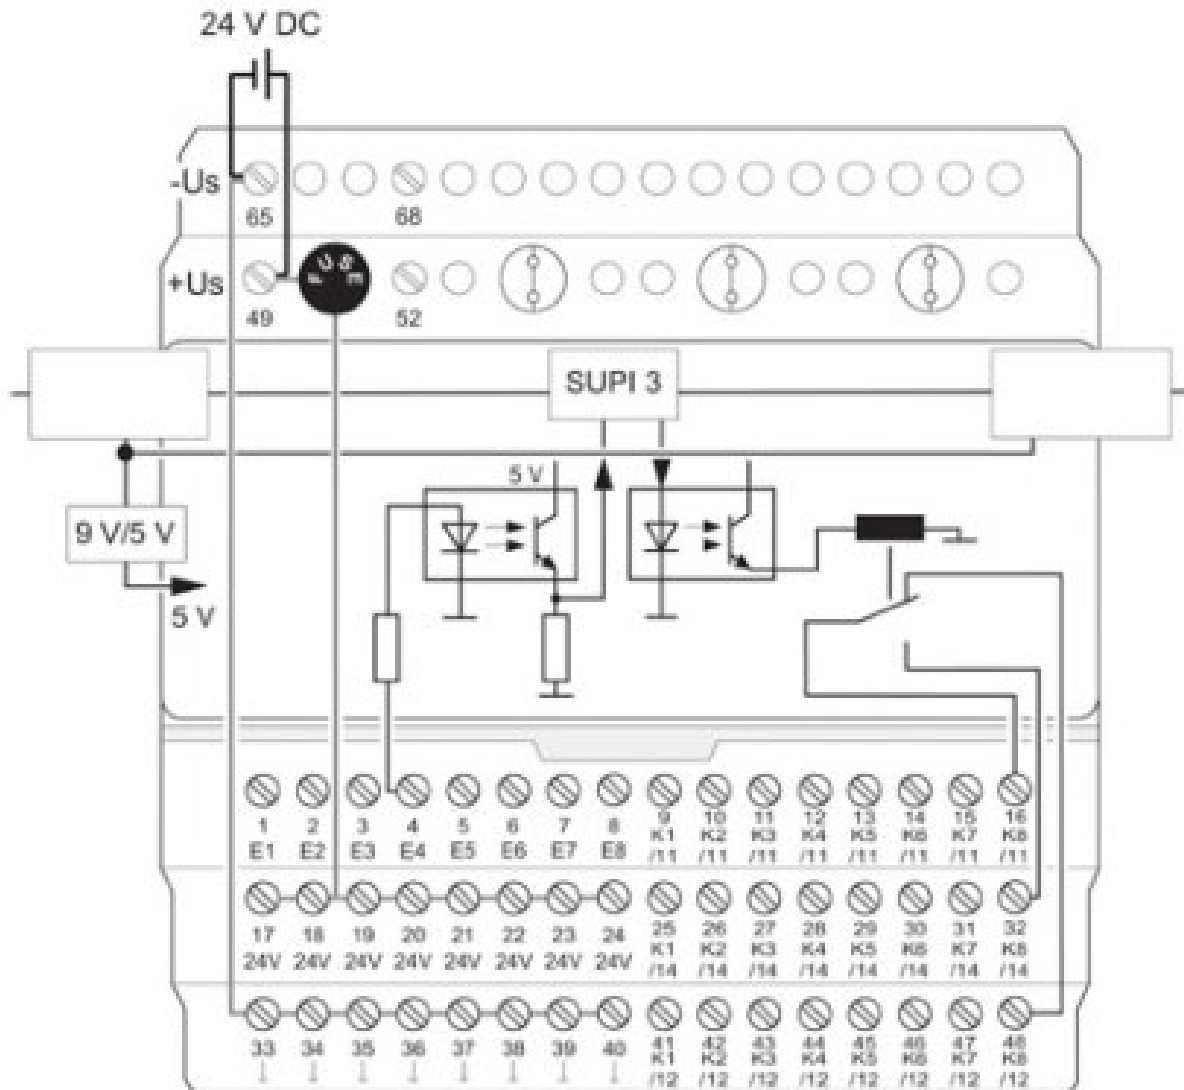 24 V DC
-Us
65 68
+Us
49 52
SUPI 3
5 V
9 V/5 V
5 V
1 2 3 4 5 6 7 8 9 10 11 12 13 14 15 16
E1 E2 E3 E4 E5 E6 E7 E8 K1 K2 K3 K4 K5 K6 K7 K8
/11 /11 /11 /11 /11 /11 /11 /11
17 18 19 20 21 22 23 24 25 26 27 28 29 30 31 32
24V 24V 24V 24V 24V 24V 24V 24V K1 K2 K3 K4 K5 K6 K7 K8
/14 /14 /14 /14 /14 /14 /14 /14
33 34 35 36 37 38 39 40 41 42 43 44 45 46 47 48
K1 K2 K3 K4 K5 K6 K7 K8
/12 /12 /12 /12 /12 /12 /12 /12